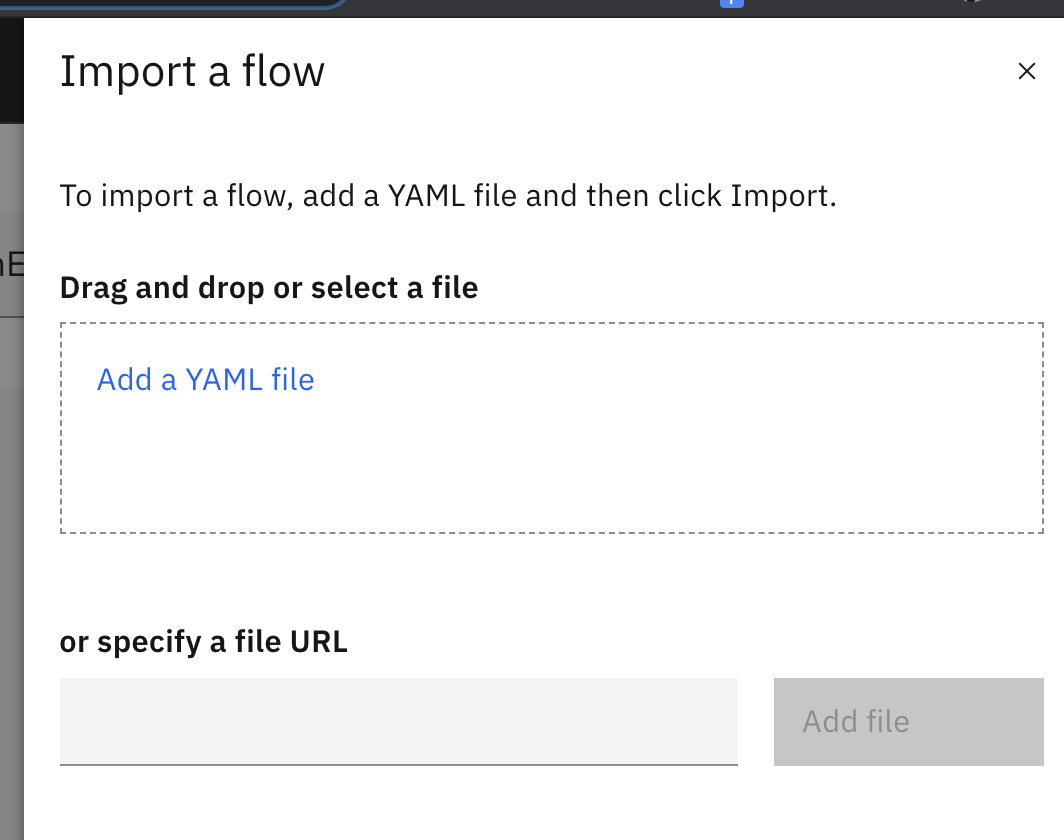 Import a flow
To import a flow, add a YAML file and then click Import.
Drag and drop or select a file
Add a YAML file
or specify a file URL
Add file